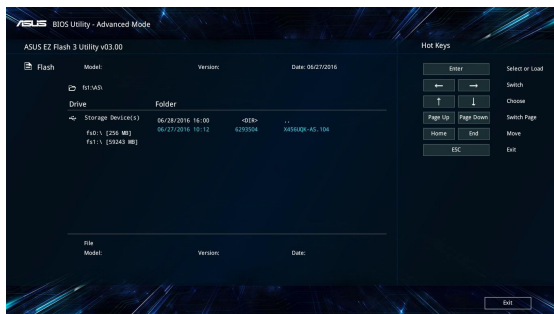 ASUS BIOS Utility - Advanced Mode
ASUS EZ Flash 3 Utility v03.00
Hot Keys
Flash Model: Version: Date: 06/27/2016
Enter Select or Load
fs1:\A5\
← → Switch
Drive Folder
↑ ↓ Choose
Storage Device(s) 06/28/2016 16:00 <DIR> ..
Page Up Page Down Switch Page
fs0:\ [256 MB] 06/27/2016 10:12 6293504 X456UQK-A5.104
Home End Move
fs1:\ [59243 MB]
ESC Exit
File
Model: Version: Date:
Exit